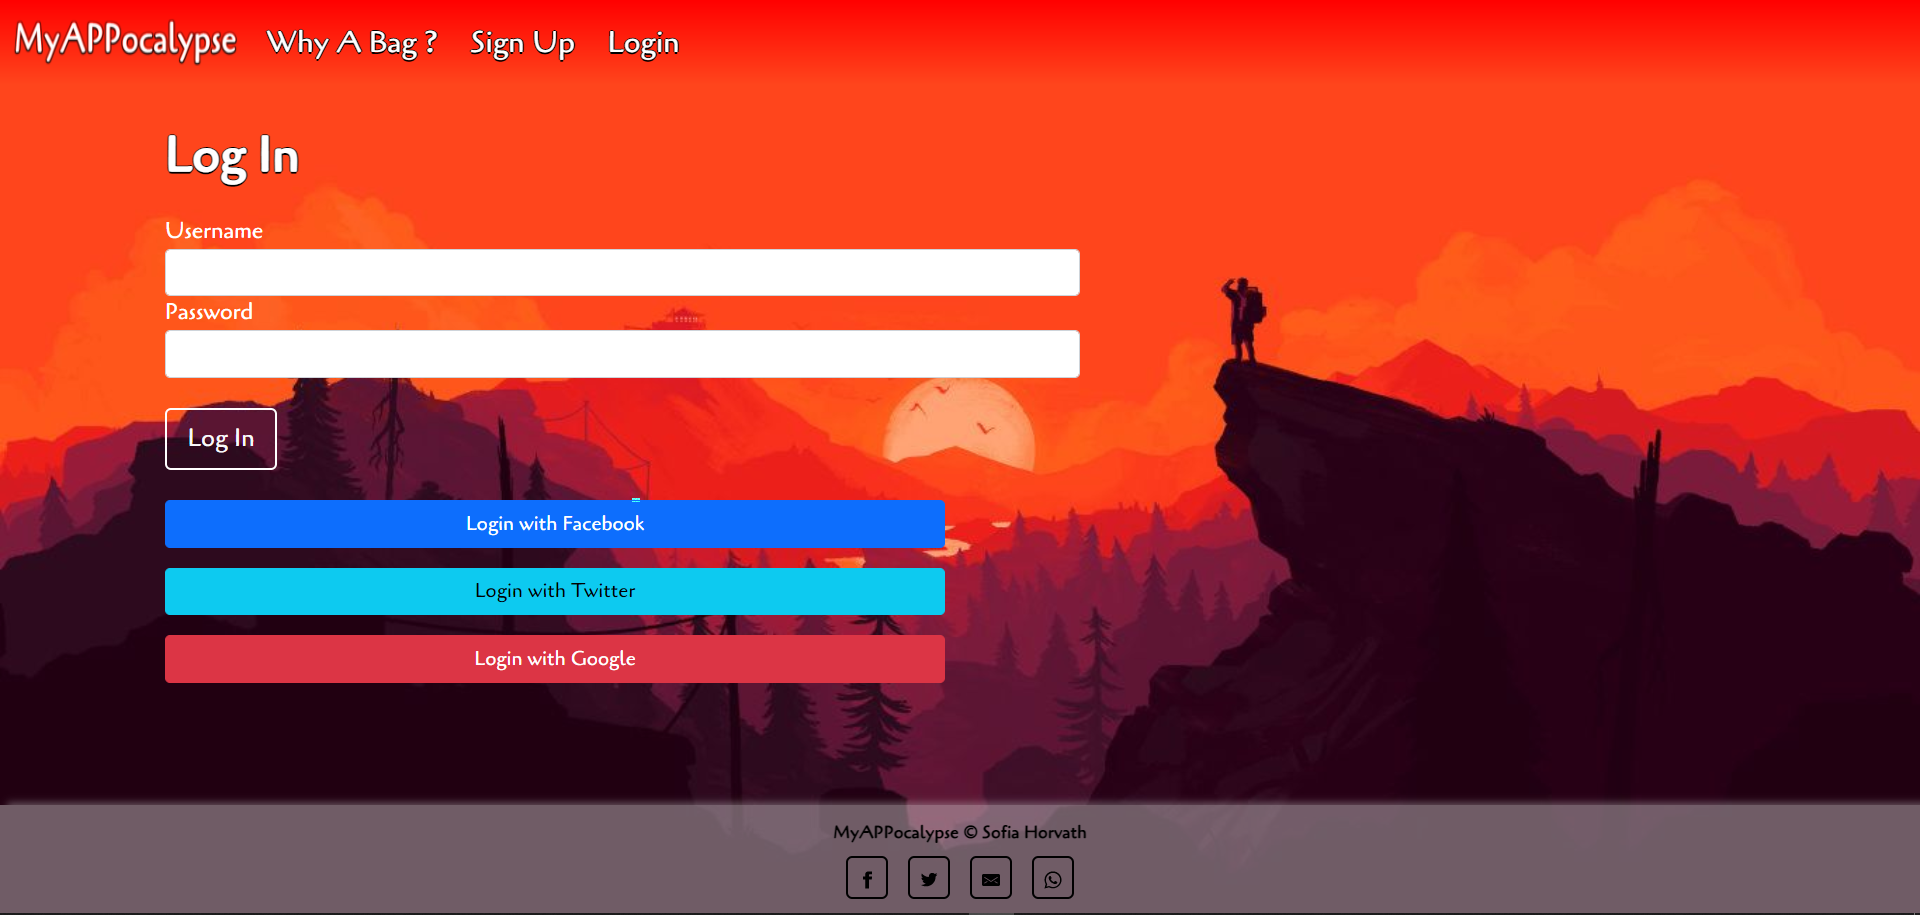 MyAPPocalypse Why A Bag ? Sign Up Login
Log In
Username
Password
Log In
Login with Facebook
Login with Twitter
Login with Google
MyAPPocalypse © Sofia Horvath